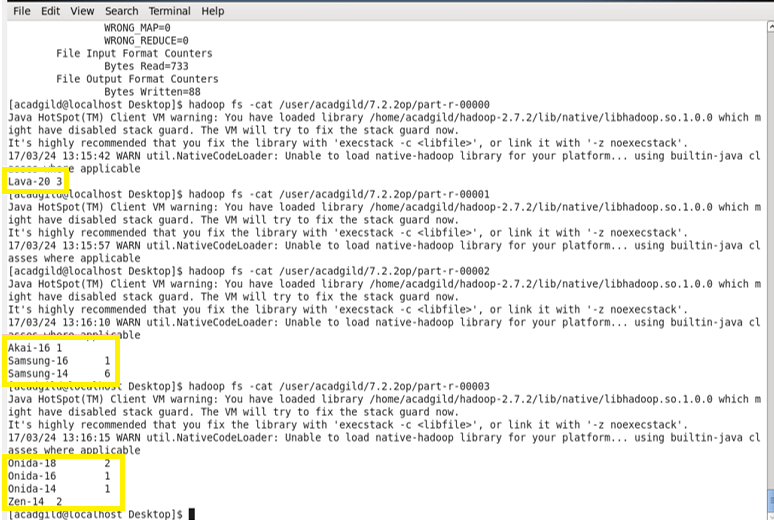 File Edit View Search Terminal Help
WRONG_MAP=0
WRONG_REDUCE=0
File Input Format Counters
Bytes Read=733
File Output Format Counters
Bytes Written=88
[acadgild@localhost Desktop]$ hadoop fs -cat /user/acadgild/7.2.2op/part-r-00000
Java HotSpot(TM) Client VM warning: You have loaded library /home/acadgild/hadoop-2.7.2/lib/native/libhadoop.so.1.0.0 which m
ight have disabled stack guard. The VM will try to fix the stack guard now.
It's highly recommended that you fix the library with 'execstack -c <libfile>', or link it with '-z noexecstack'.
17/03/24 13:15:42 WARN util.NativeCodeLoader: Unable to load native-hadoop library for your platform... using builtin-java cl
asses where applicable
Lava-20 3
[acadgild@localhost Desktop]$ hadoop fs -cat /user/acadgild/7.2.2op/part-r-00001
Java HotSpot(TM) Client VM warning: You have loaded library /home/acadgild/hadoop-2.7.2/lib/native/libhadoop.so.1.0.0 which m
ight have disabled stack guard. The VM will try to fix the stack guard now.
It's highly recommended that you fix the library with 'execstack -c <libfile>', or link it with '-z noexecstack'.
17/03/24 13:15:57 WARN util.NativeCodeLoader: Unable to load native-hadoop library for your platform... using builtin-java cl
asses where applicable
[acadgild@localhost Desktop]$ hadoop fs -cat /user/acadgild/7.2.2op/part-r-00002
Java HotSpot(TM) Client VM warning: You have loaded library /home/acadgild/hadoop-2.7.2/lib/native/libhadoop.so.1.0.0 which m
ight have disabled stack guard. The VM will try to fix the stack guard now.
It's highly recommended that you fix the library with 'execstack -c <libfile>', or link it with '-z noexecstack'.
17/03/24 13:16:10 WARN util.NativeCodeLoader: Unable to load native-hadoop library for your platform... using builtin-java cl
asses where applicable
Akai-16 1
Samsung-16 1
Samsung-14 6
[acadgild@localhost Desktop]$ hadoop fs -cat /user/acadgild/7.2.2op/part-r-00003
Java HotSpot(TM) Client VM warning: You have loaded library /home/acadgild/hadoop-2.7.2/lib/native/libhadoop.so.1.0.0 which m
ight have disabled stack guard. The VM will try to fix the stack guard now.
It's highly recommended that you fix the library with 'execstack -c <libfile>', or link it with '-z noexecstack'.
17/03/24 13:16:15 WARN util.NativeCodeLoader: Unable to load native-hadoop library for your platform... using builtin-java cl
asses where applicable
Onida-18 2
Onida-16 1
Onida-14 1
Zen-14 2
[acadgild@localhost Desktop]$